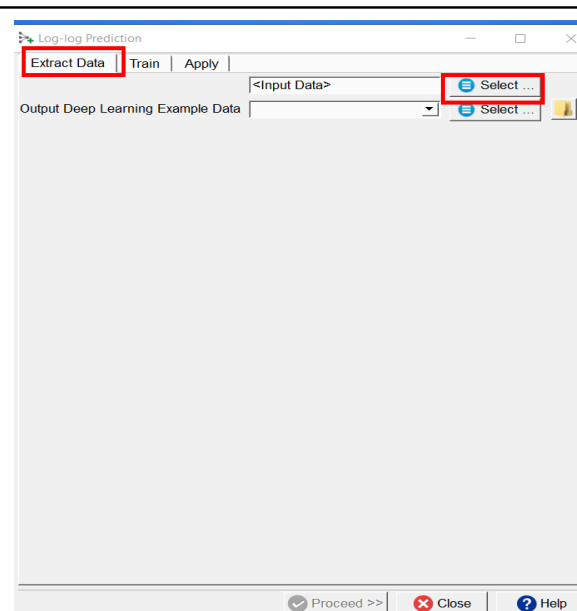 Log-log Prediction
Extract Data Train Apply
<Input Data> Select ...
Output Deep Learning Example Data Select ...
Proceed >> Close Help